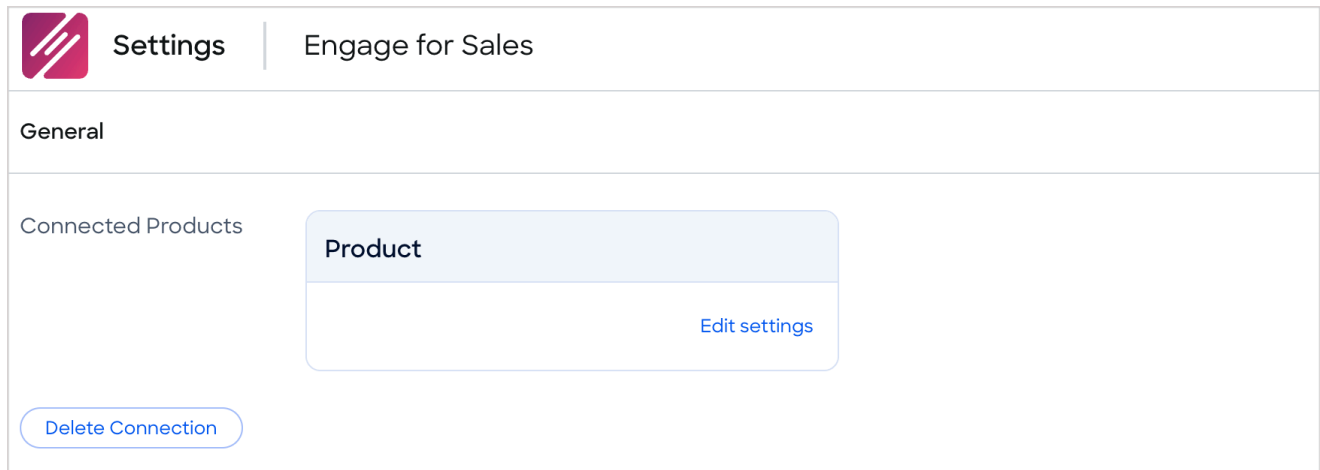 Settings
Engage for Sales
General
Connected Products
Product
Edit settings
Delete Connection